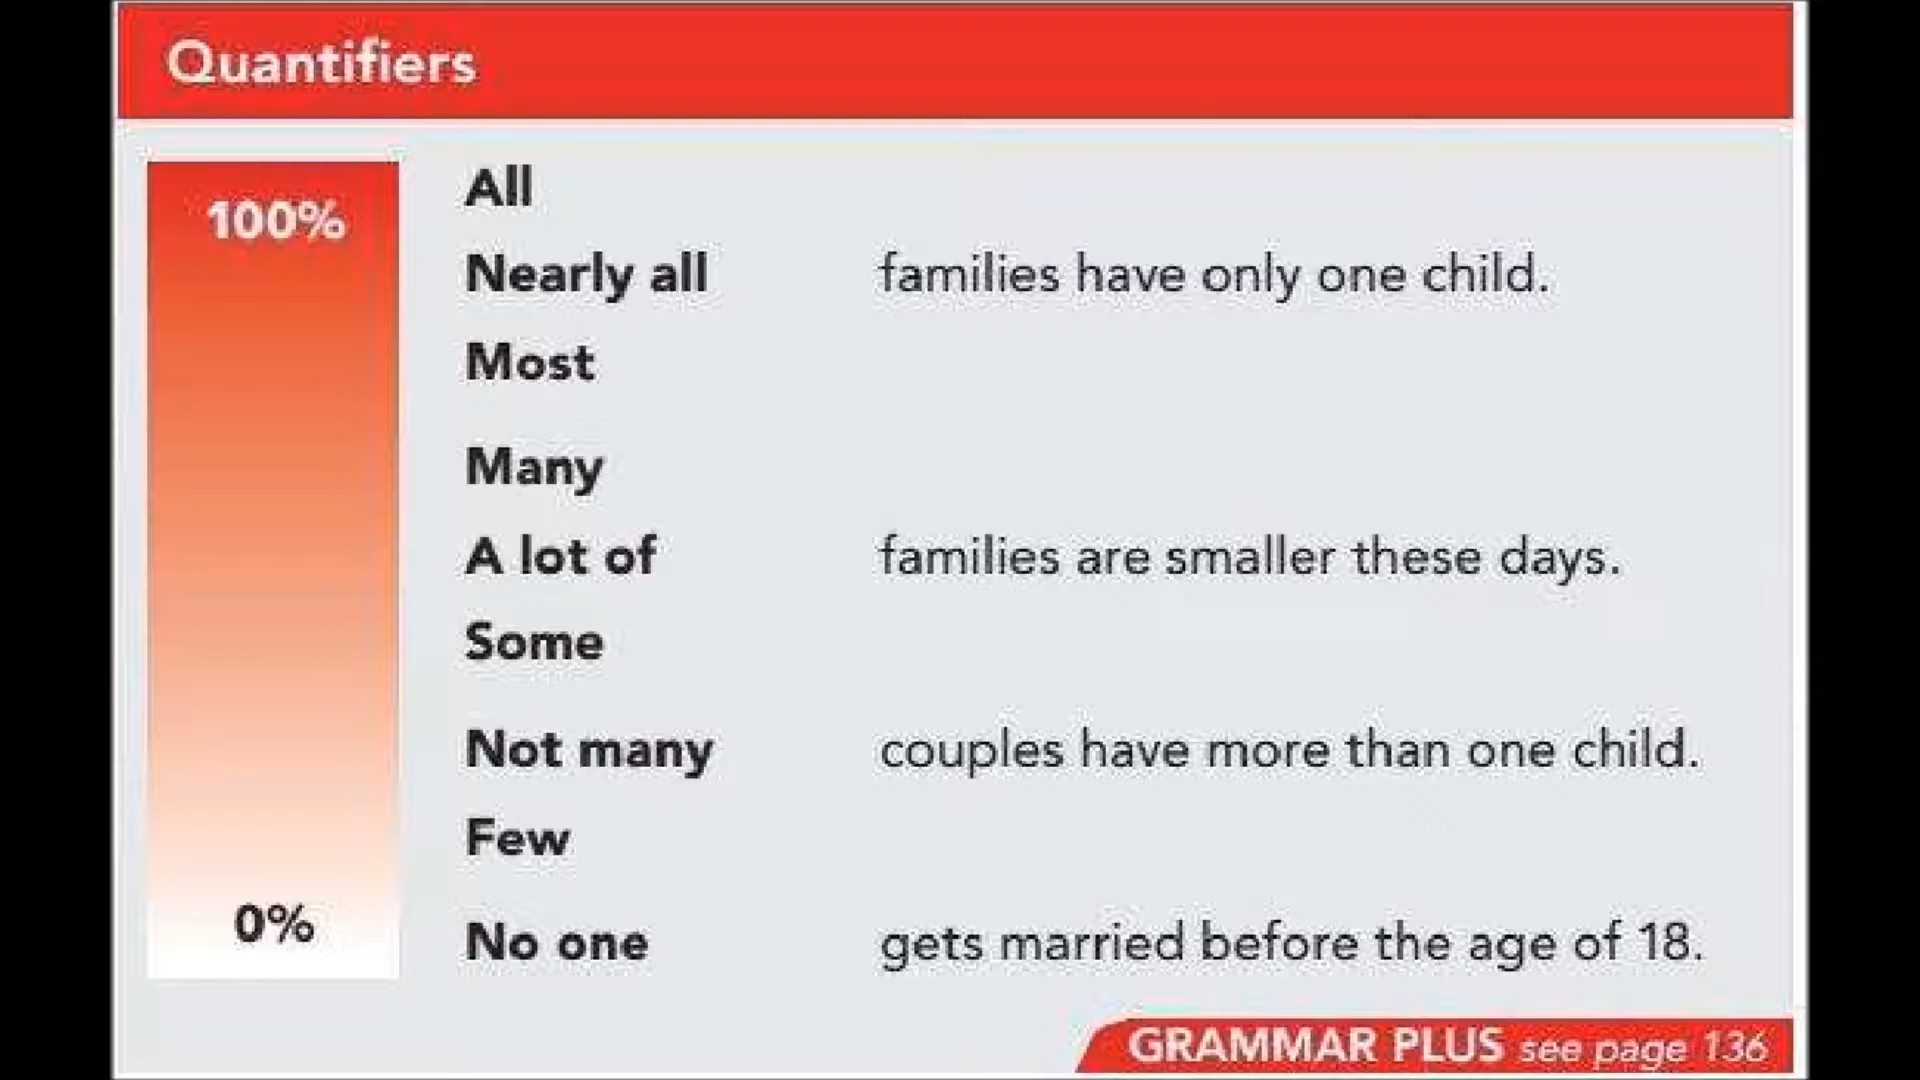 Quantifiers
100%
All
Nearly all families have only one child.
Most
Many
A lot of families are smaller these days.
Some
Not many couples have more than one child.
Few
0%
No one gets married before the age of 18.
GRAMMAR PLUS see page 136